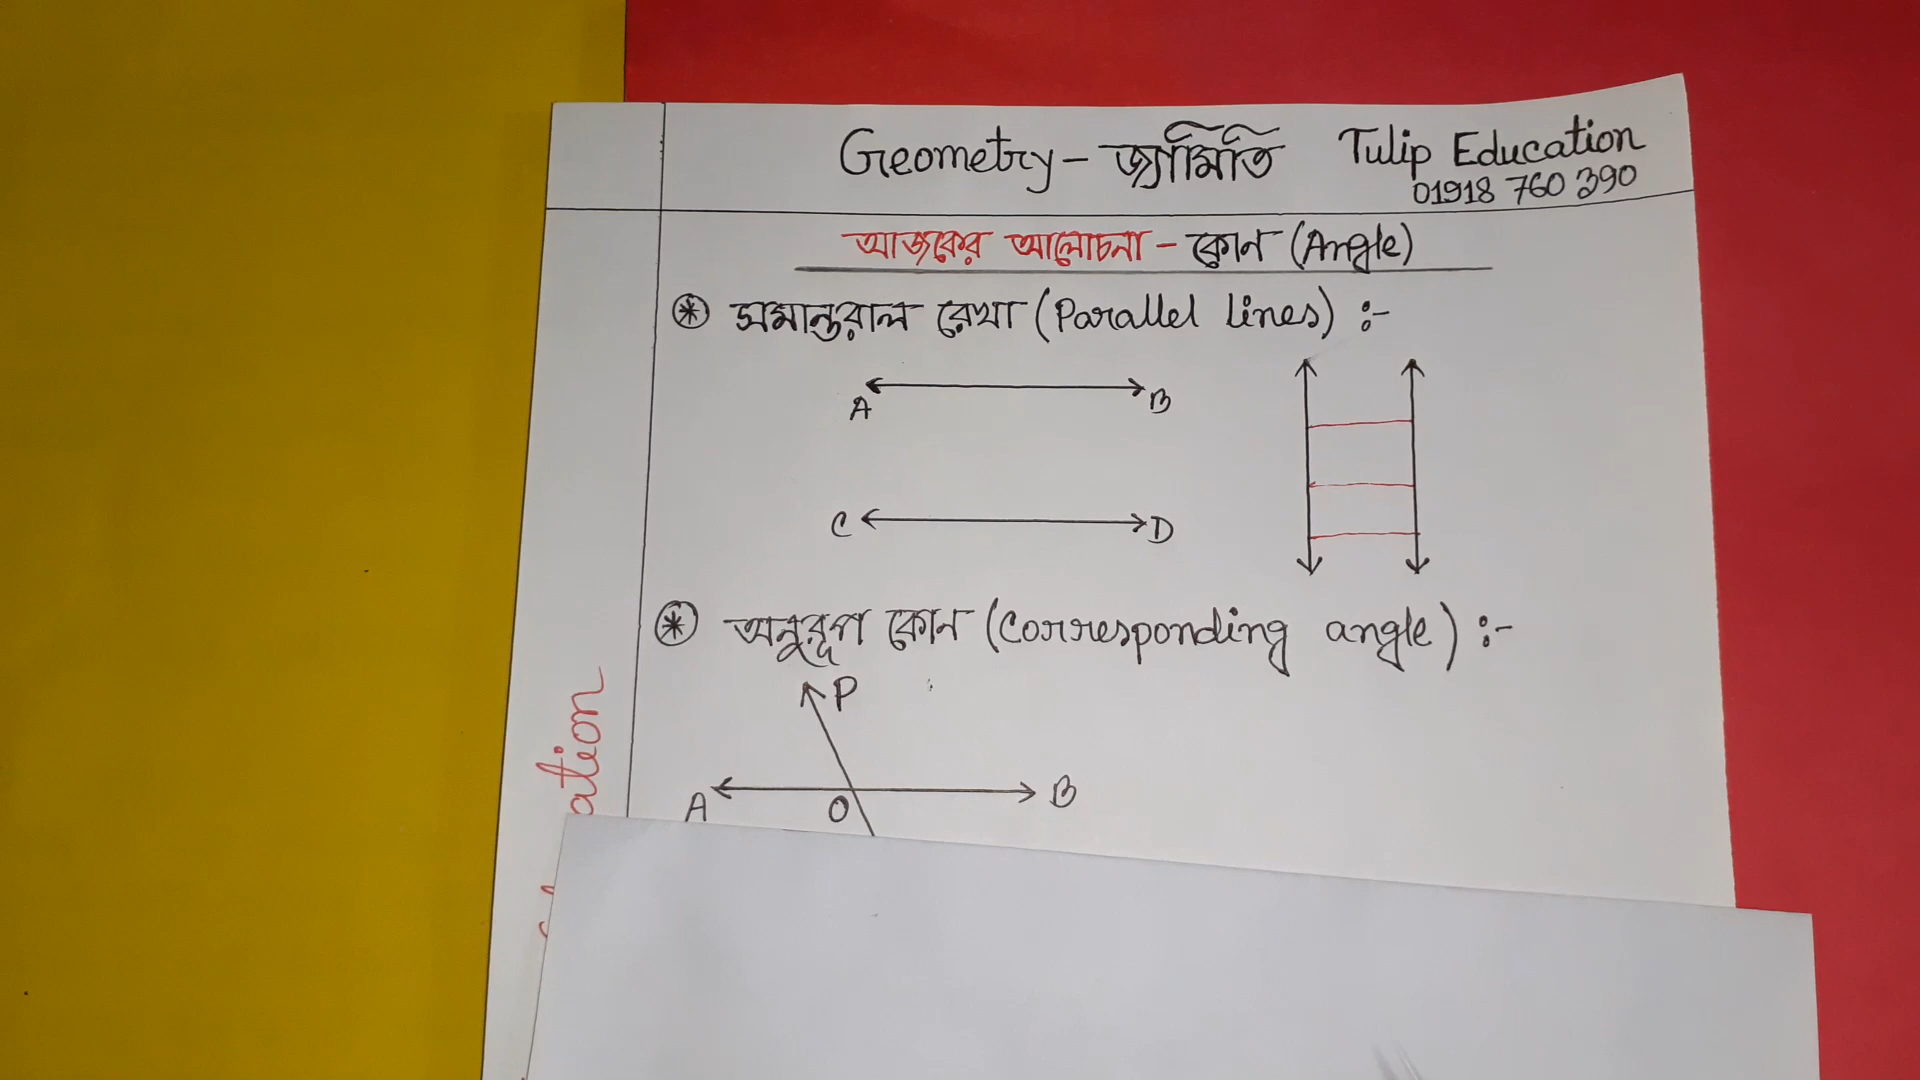 Geometry - জ্যামিতি Tulip Education
01918 760 390
আজকের আলোচনা - কোন (Angle)
* সমান্তরাল রেখা (Parallel lines) :-
A B
C D
* অনুরূপ কোন (Corresponding angle) :-
P
A O B
ation